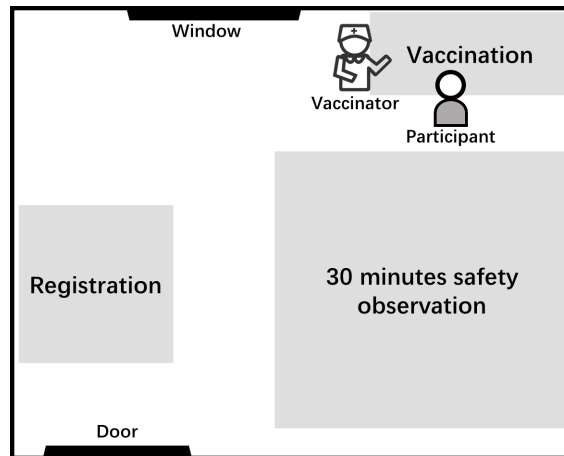 Window
Vaccination
Vaccinator
Participant
Registration
30 minutes safety
observation
Door